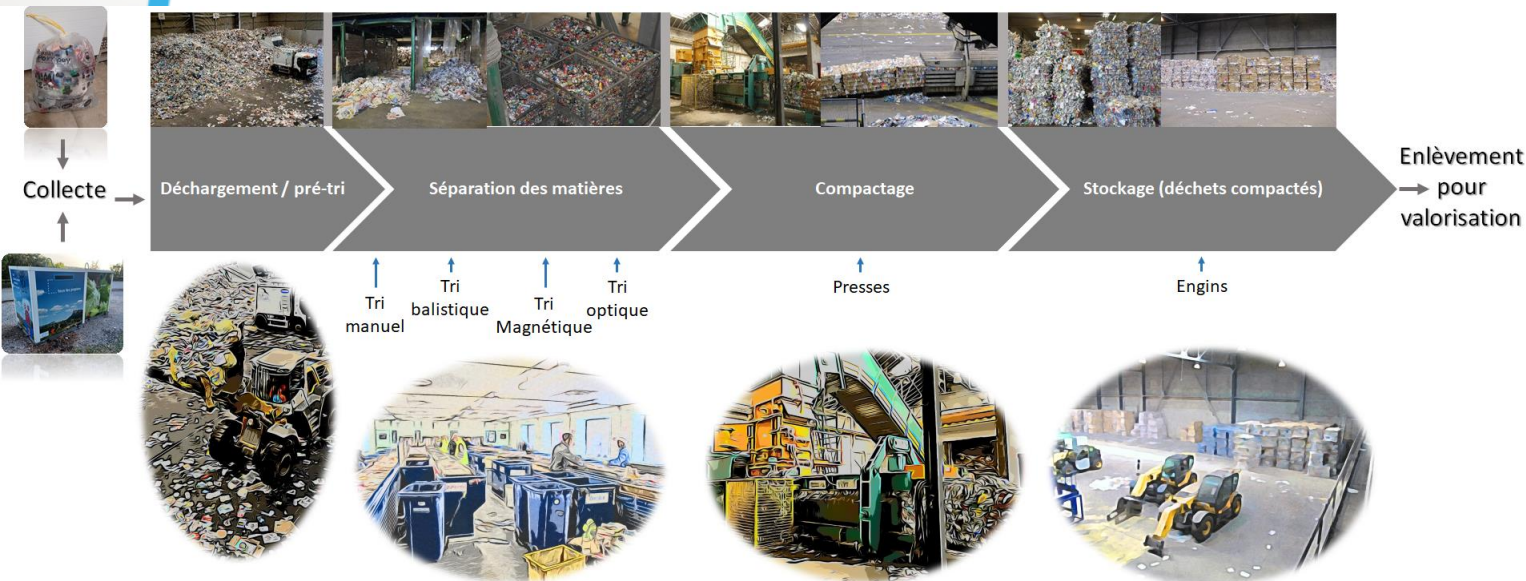 Collecte
Déchargement / pré-tri
Séparation des matières
Compactage
Stockage (déchets compactés)
Enlèvement
pour
valorisation
Tri
manuel
Tri
balistique
Tri
Magnétique
Tri
optique
Presses
Engins